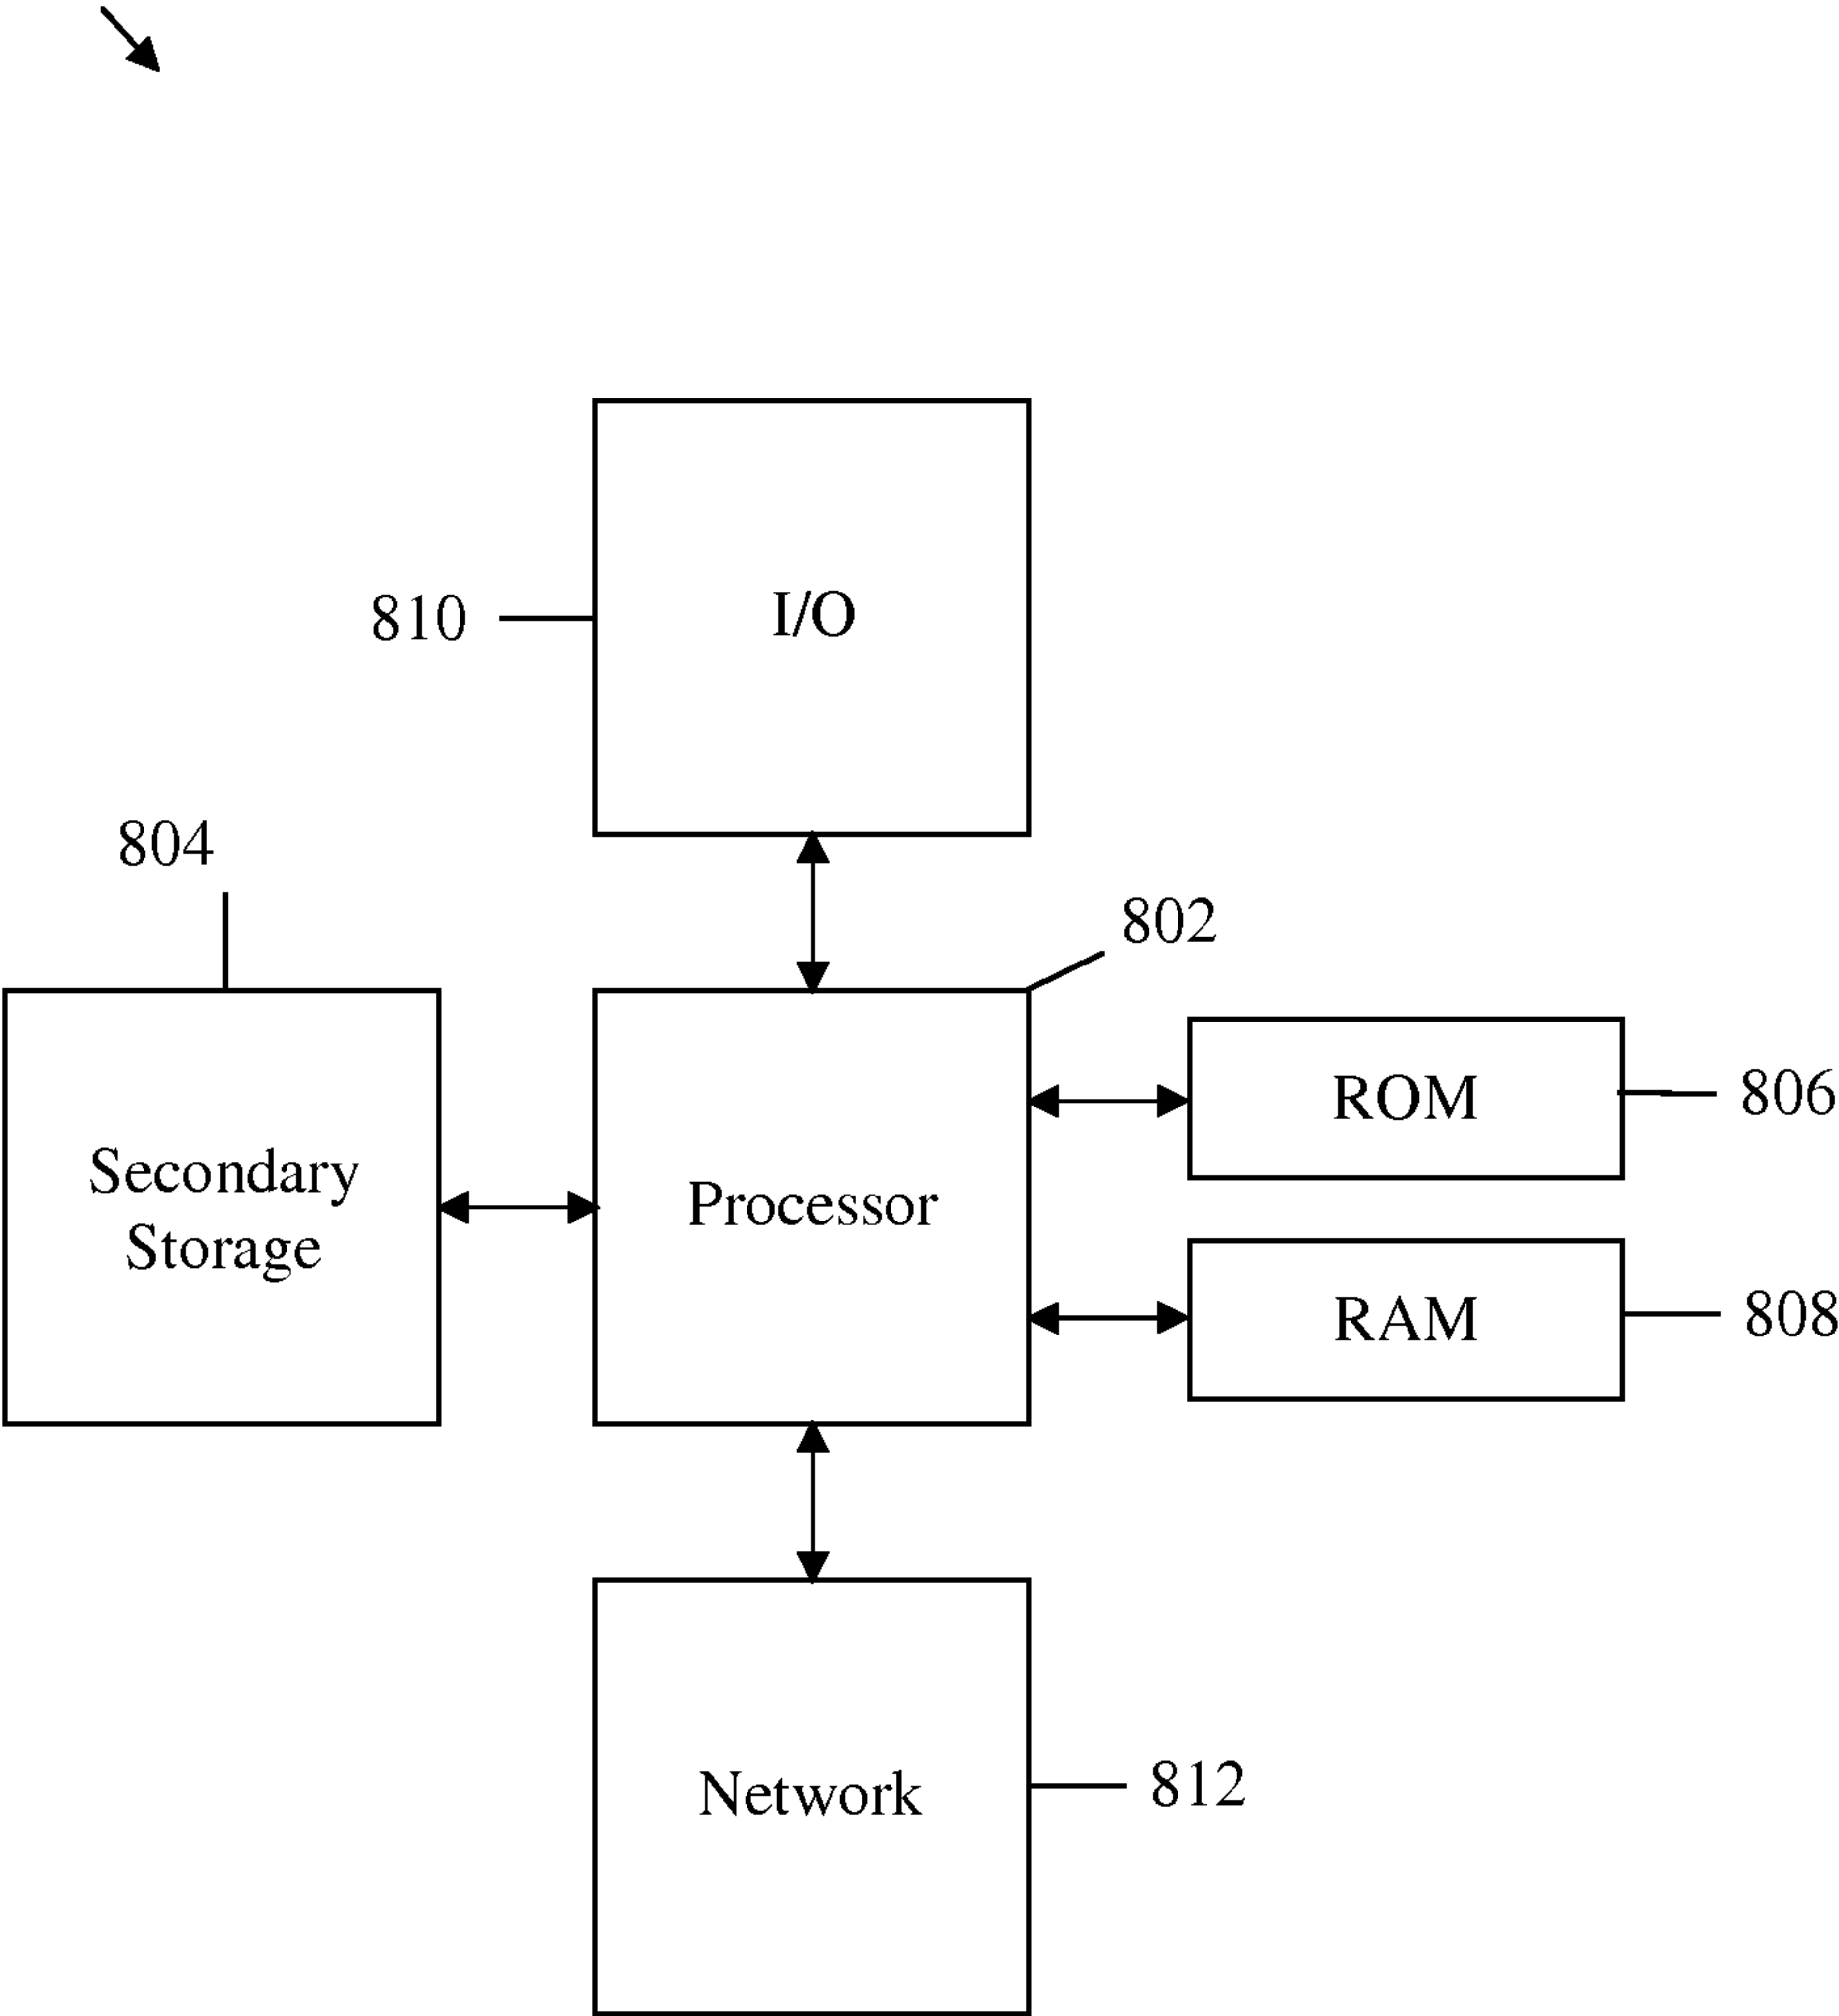 810
I/O
804
802
ROM
806
Secondary
Storage
Processor
RAM
808
Network
812